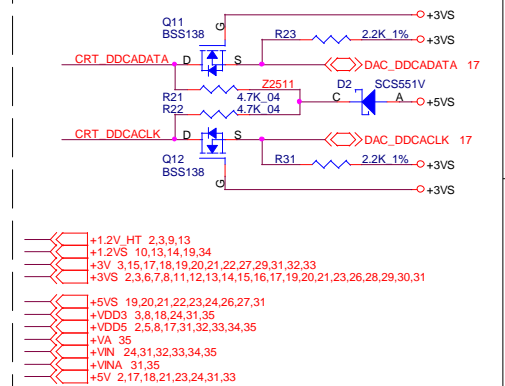 Q11
BSS138
G
+3VS
R23 2.2K_1% +3VS
CRT_DDCADATA D S DAC_DDCADATA 17
Z2511 D2 SCS551V
R21 4.7K_04 C A +5VS
R22 4.7K_04
CRT_DDCACLK D S DAC_DDCACLK 17
Q12
BSS138
G
R31 2.2K_1% +3VS
+3VS
+1.2V_HT 2,3,9,13
+1.2VS 10,13,14,19,34
+3V 3,15,17,18,19,20,21,22,27,29,31,32,33
+3VS 2,3,6,7,8,11,12,13,14,15,16,17,19,20,21,23,26,28,29,30,31
+5VS 19,20,21,22,23,24,26,27,31
+VDD3 3,8,18,24,31,35
+VDD5 2,5,8,17,31,32,33,34,35
+VA 35
+VIN 24,31,32,33,34,35
+VINA 31,35
+5V 2,17,18,21,23,24,31,33